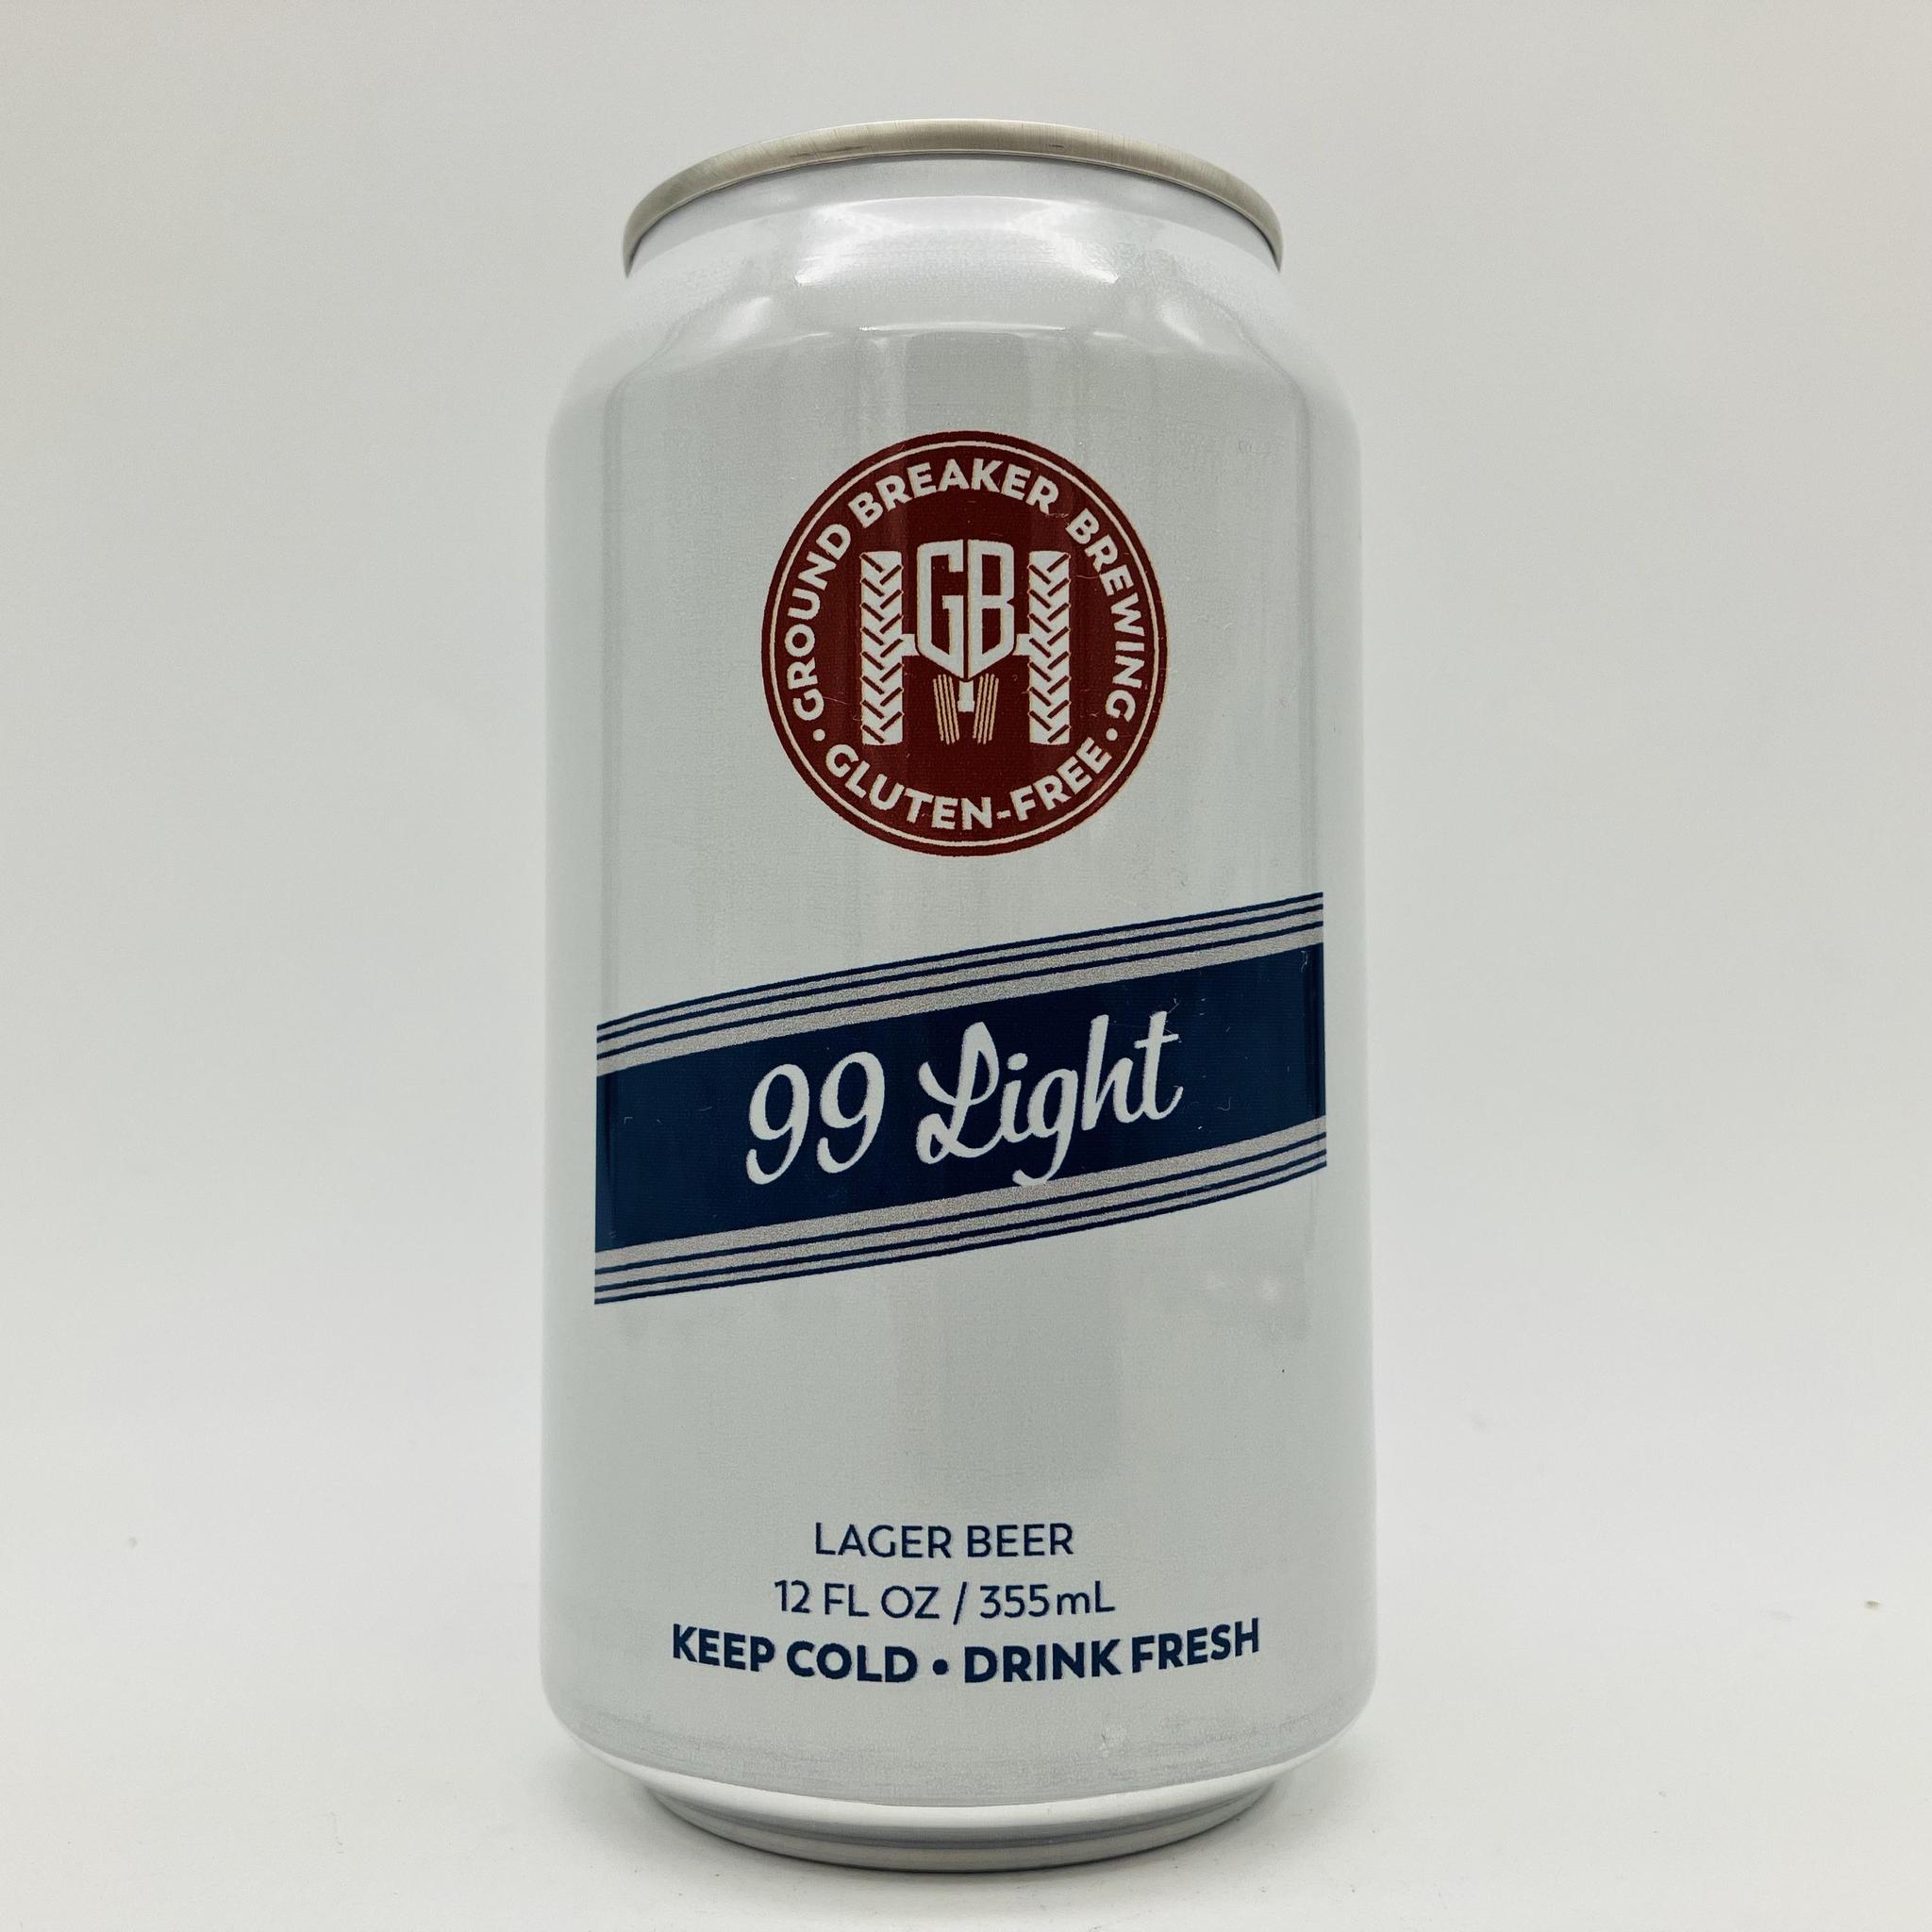 GROUND BREAKER BREWING
GB
• GLUTEN-FREE •
99 Light
LAGER BEER
12 FL OZ / 355mL
KEEP COLD • DRINK FRESH